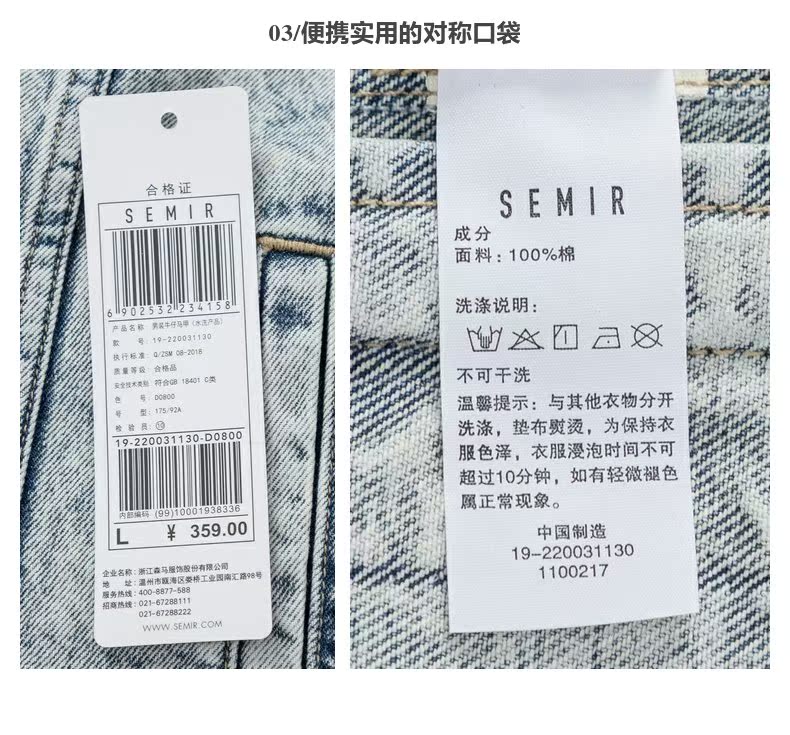 03/便携实用的对称口袋
合格证
SEMIR
6 902532 234158
产品名称 男装牛仔马甲（水洗产品）
款 号: 19-220031130
执行标准: Q/ZSM 08-2018
质量等级: 合格品
安全技术类别 符合GB 18401 C类
色 号 D0800
号 型: 175/92A
检验员: ⑩
19-220031130-D0800
内部编码 (99)10001938336
L ¥ 359.00
企业名称: 浙江森马服饰股份有限公司
地 址: 温州市瓯海区娄桥工业园南汇路98号
服务热线: 400-8877-588
招商热线: 021-67288111
021-67288222
WWW.SEMIR.COM
SEMIR
成分
面料: 100%棉
洗涤说明:
不可干洗
温馨提示: 与其他衣物分开
洗涤, 垫布熨烫, 为保持衣
服色泽, 衣服浸泡时间不可
超过10分钟, 如有轻微褪色
属正常现象。
中国制造
19-220031130
1100217